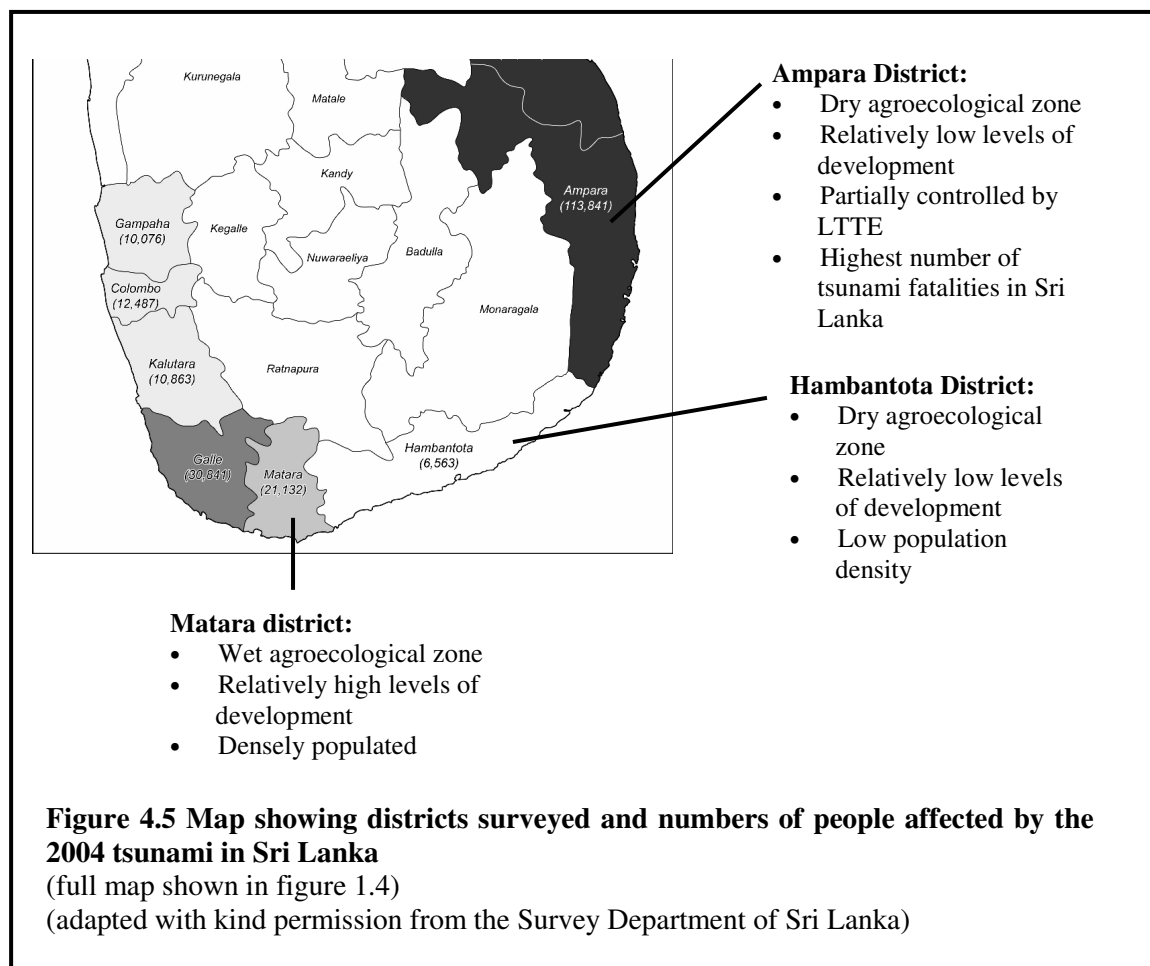 Kurunegala
Matale
Kandy
Ampara
(113,841)
Gampaha
(10,076)
Kegalle
Nuwaraeliya
Badulla
Colombo
(12,487)
Monaragala
Kalutara
(10,863)
Ratnapura
Galle
(30,841)
Matara
(21,132)
Hambantota
(6,563)
Ampara District:
• Dry agroecological zone
• Relatively low levels of
development
• Partially controlled by
LTTE
• Highest number of
tsunami fatalities in Sri
Lanka
Hambantota District:
• Dry agroecological
zone
• Relatively low levels
of development
• Low population
density
Matara district:
• Wet agroecological zone
• Relatively high levels of
development
• Densely populated
Figure 4.5 Map showing districts surveyed and numbers of people affected by the
2004 tsunami in Sri Lanka
(full map shown in figure 1.4)
(adapted with kind permission from the Survey Department of Sri Lanka)